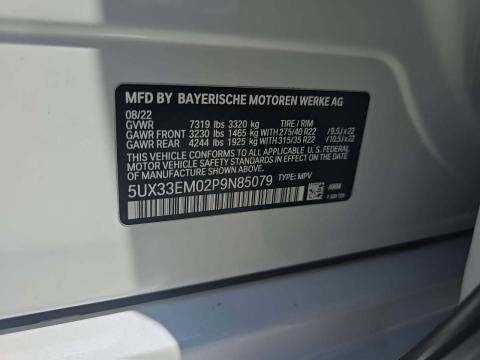 MFD BY BAYERISCHE MOTOREN WERKE AG
08/22
GVWR 7319 lbs 3320 kg TIRE / RIM
GAWR FRONT 3230 lbs 1465 kg WITH 275/40 R22 /9.5J x 22
GAWR REAR 4244 lbs 1925 kg WITH 315/35 R22 /10.5J x 22
THIS VEHICLE CONFORMS TO ALL APPLICABLE
U.S. FEDERAL MOTOR VEHICLE SAFETY STANDARDS
IN EFFECT ON THE DATE OF MANUFACTURE SHOWN ABOVE.
5UX33EM02P9N85079 TYPE: MPV